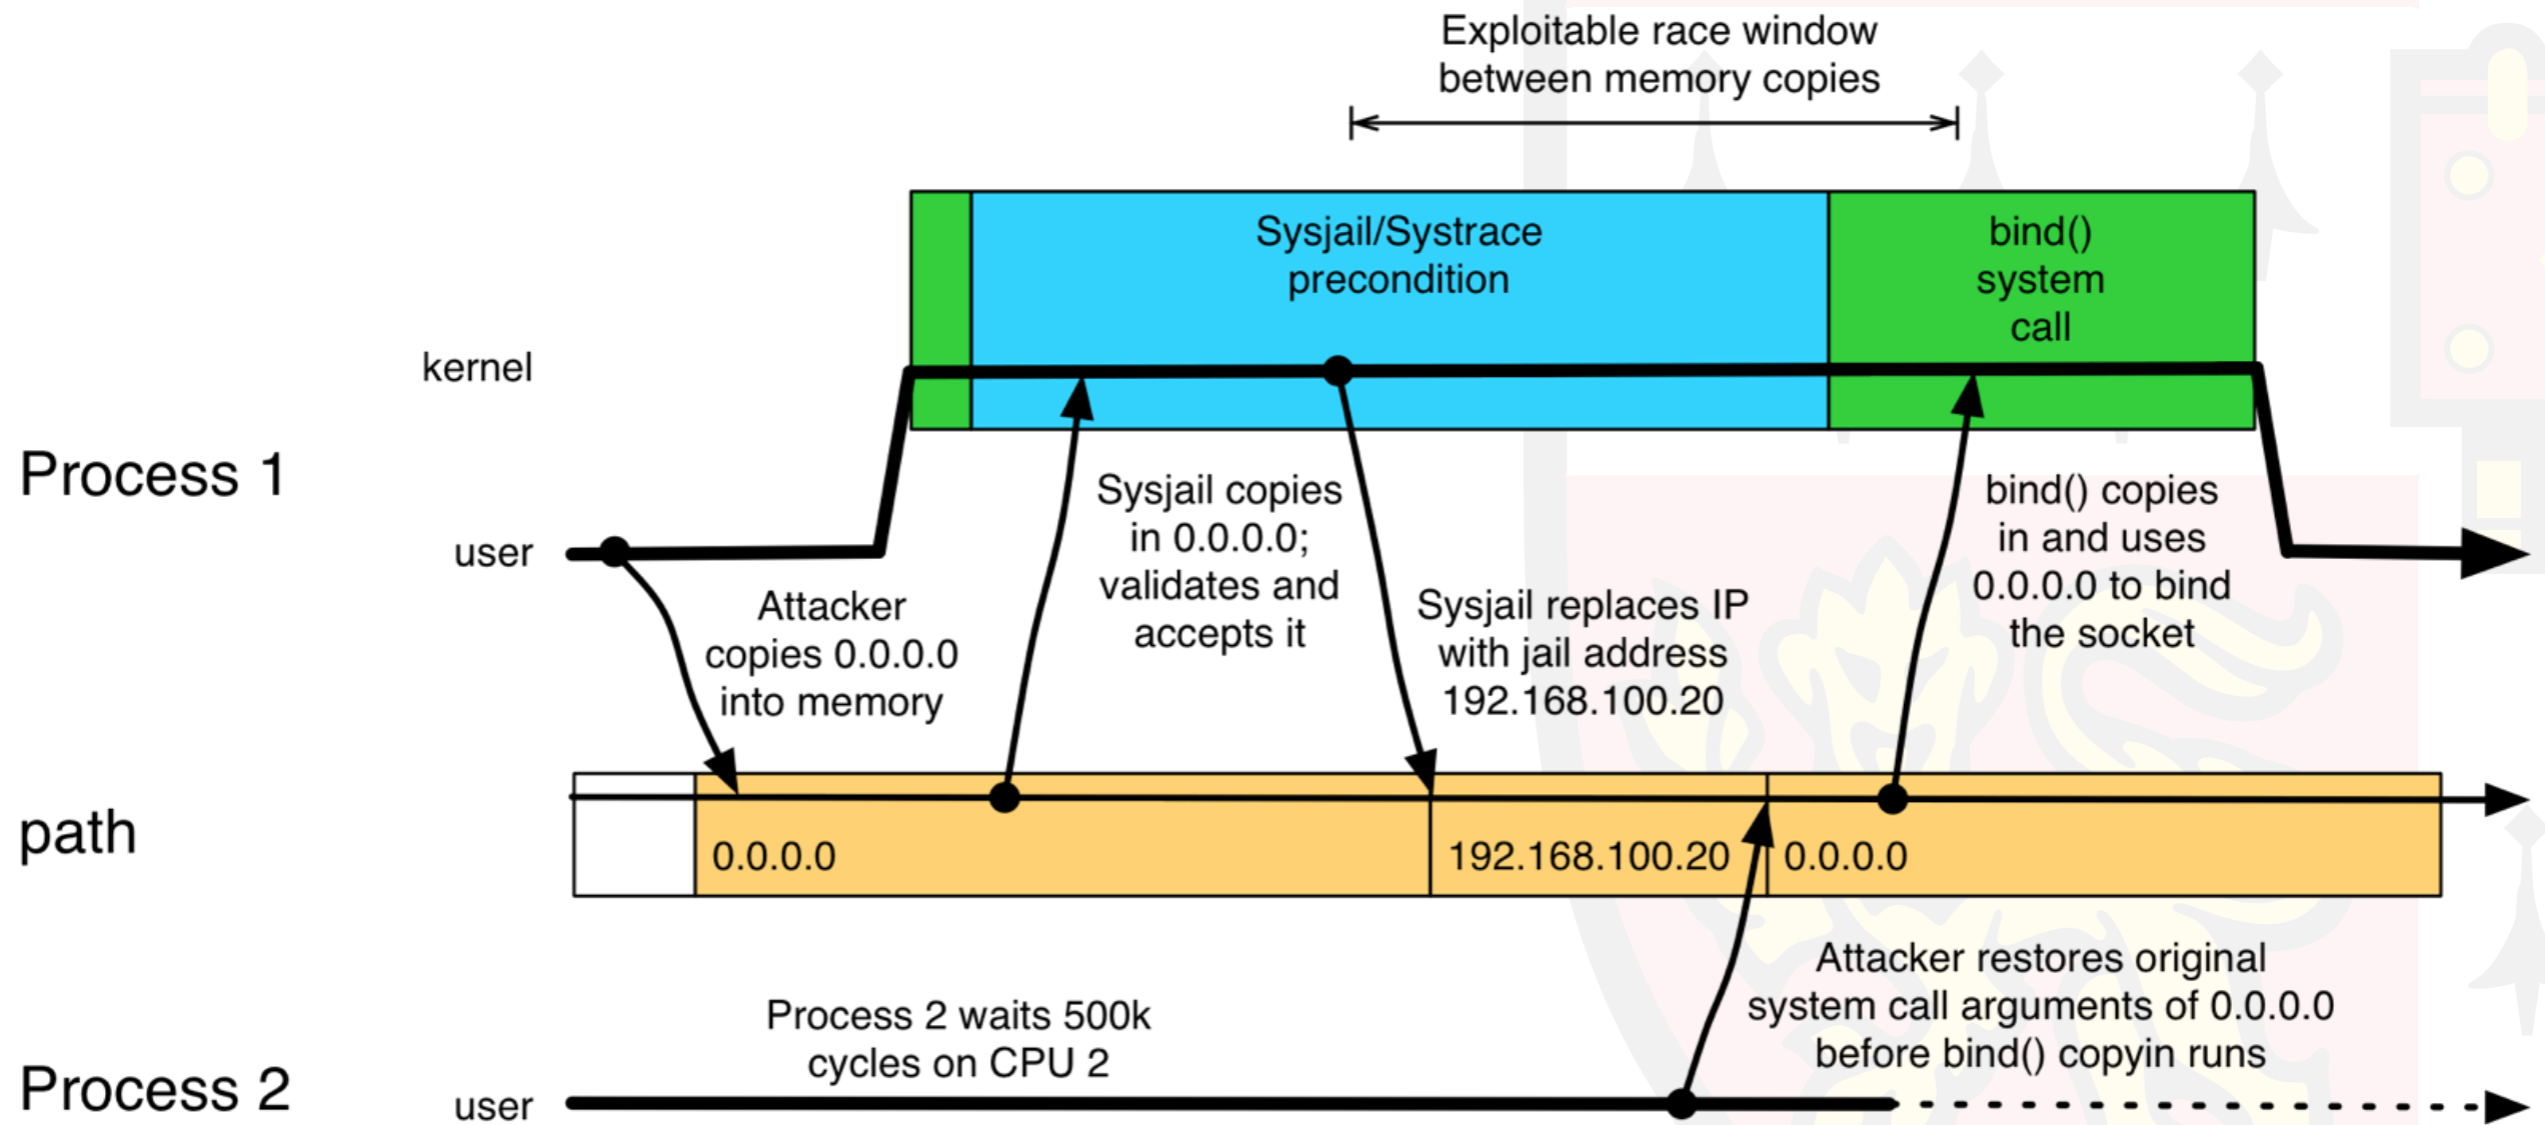 Exploitable race window
between memory copies
Sysjail/Systrace
precondition
bind()
system
call
kernel
Process 1
user
Attacker
copies 0.0.0.0
into memory
Sysjail copies
in 0.0.0.0;
validates and
accepts it
Sysjail replaces IP
with jail address
192.168.100.20
bind() copies
in and uses
0.0.0.0 to bind
the socket
path
0.0.0.0
192.168.100.20
0.0.0.0
Process 2 waits 500k
cycles on CPU 2
Attacker restores original
system call arguments of 0.0.0.0
before bind() copyin runs
Process 2
user